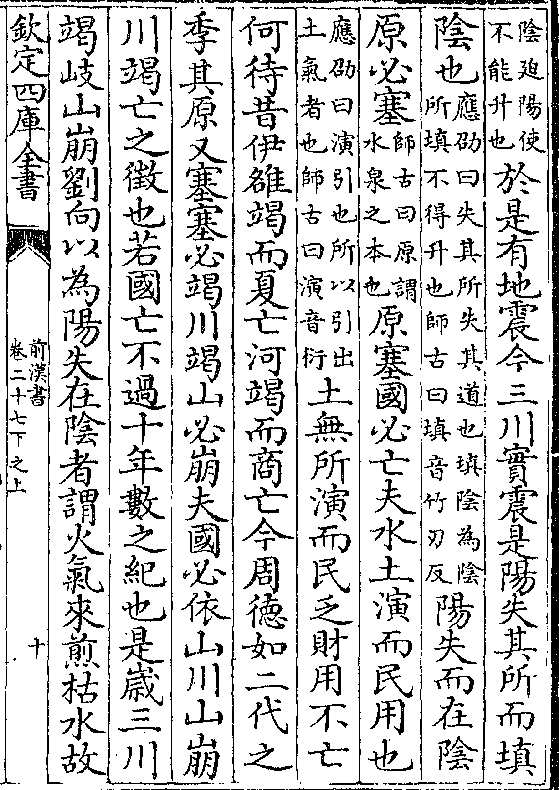 陰迫陽使
不能升也
於是有地震今三川實震是陽失其所而填
陰也
應劭曰失其所失其道也填陰為陰
所填不得升也師古曰填音竹刃反
陽失而在陰
原必塞
師古曰原謂
水泉之本也
原塞國必亡夫水土演而民用也
應劭曰演引也所以引出
土氣者也師古曰演音衍
土無所演而民乏財用不亡
何待昔伊雒竭而夏亡河竭而商亡今周德如二代之
季其原又塞塞必竭川竭山必崩夫國必依山川山崩
川竭亡之徵也若國亡不過十年數之紀也是歲三川
竭岐山崩劉向以為陽失在陰者謂火氣來煎枯水故
欽定四庫全書
前漢書
卷二十七下之上
十